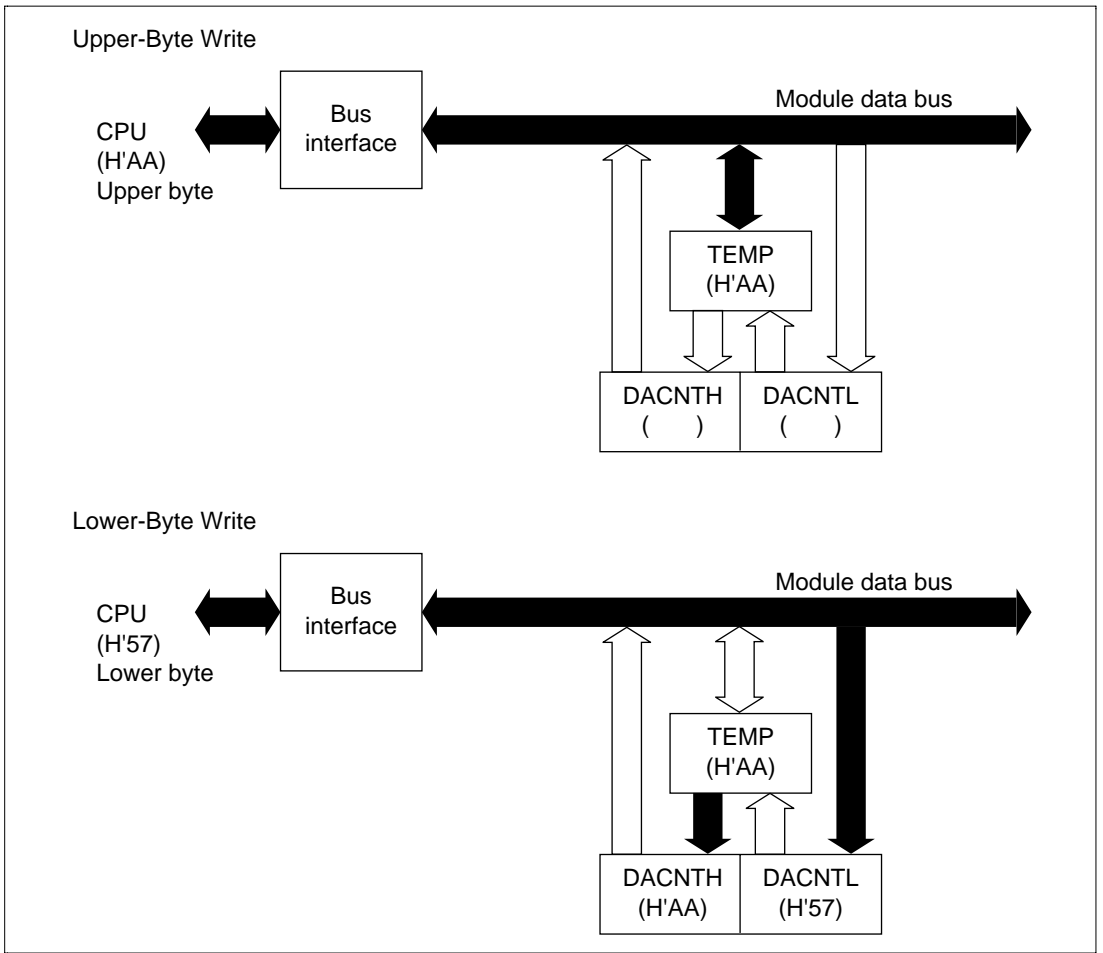 Upper-Byte Write
CPU
(H'AA)
Upper byte
Bus
interface
Module data bus
TEMP
(H'AA)
DACNTH
( )
DACNTL
( )
Lower-Byte Write
CPU
(H'57)
Lower byte
Bus
interface
Module data bus
TEMP
(H'AA)
DACNTH
(H'AA)
DACNTL
(H'57)